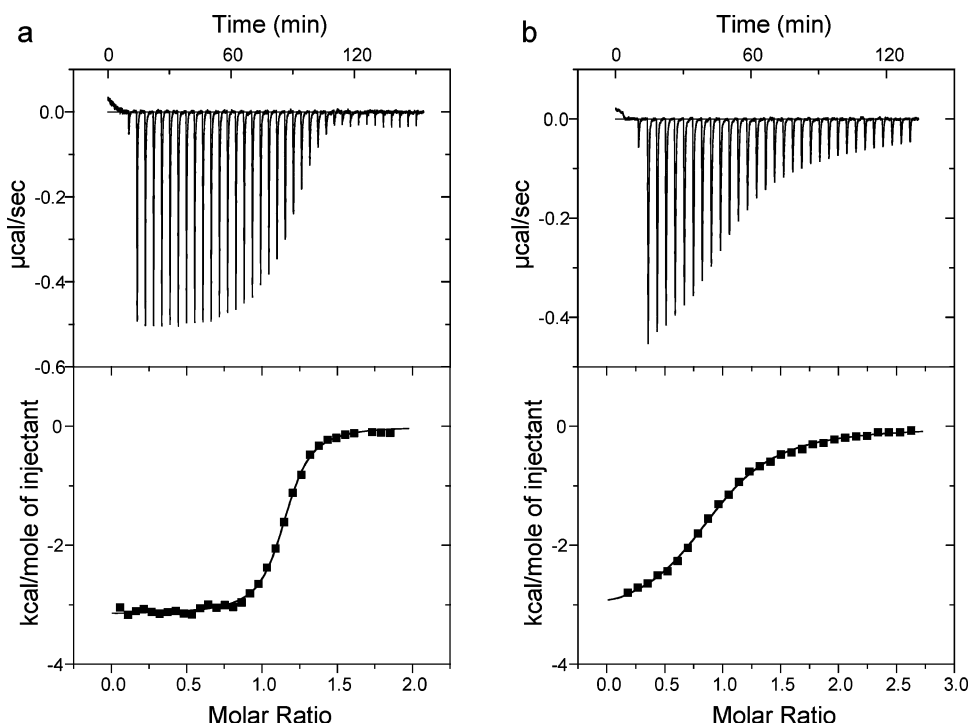 a
Time (min)
0 60 120
0.0
-0.2
-0.4
-0.6
µcal/sec
0
-2
-4
kcal/mole of injectant
0.0 0.5 1.0 1.5 2.0
Molar Ratio
b
Time (min)
0 60 120
0.0
-0.2
-0.4
µcal/sec
0
-2
-4
kcal/mole of injectant
0.0 0.5 1.0 1.5 2.0 2.5 3.0
Molar Ratio